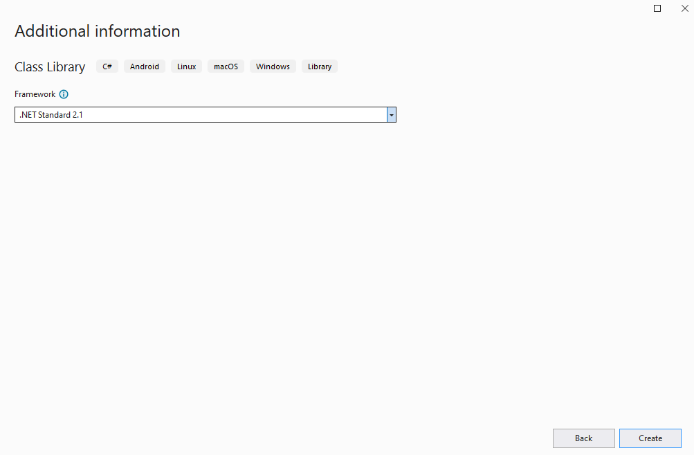 Additional information
Class Library C# Android Linux macOS Windows Library
Framework
.NET Standard 2.1
Back Create